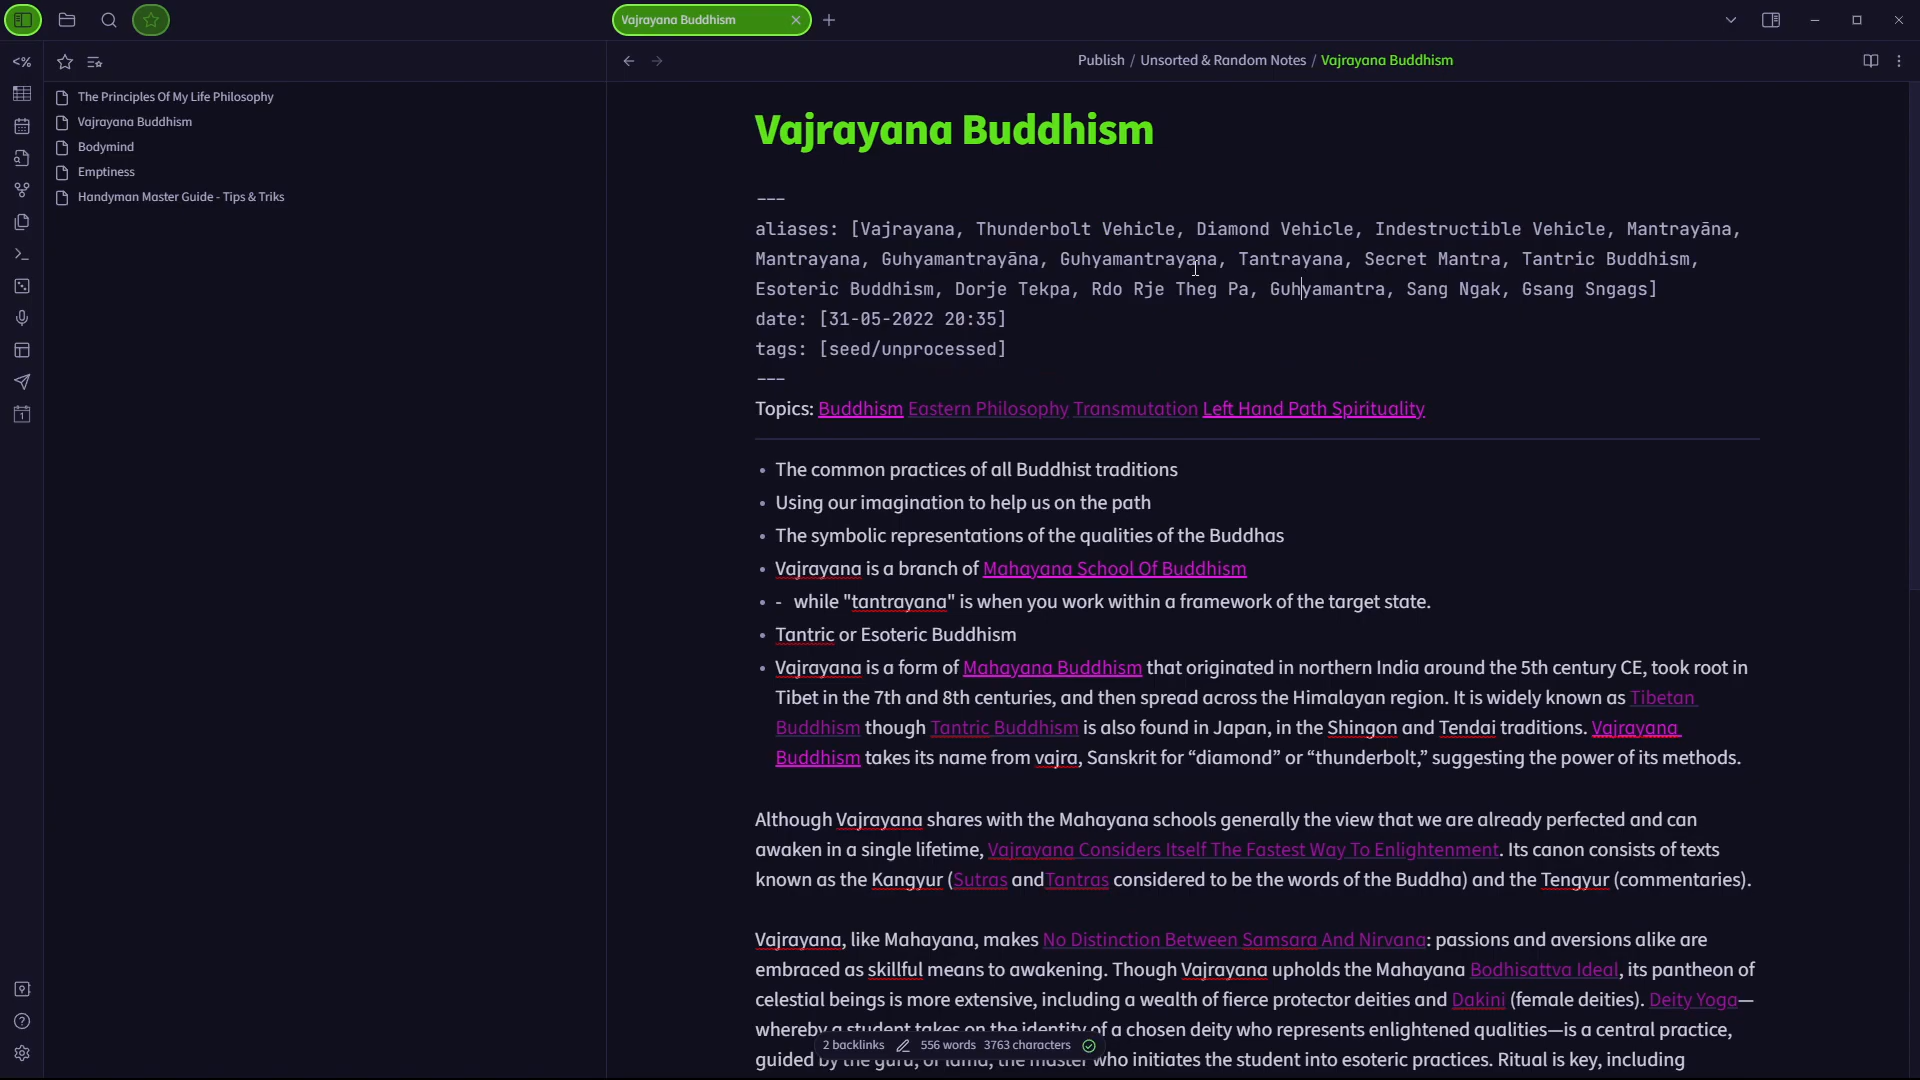 Vajrayana Buddhism
Publish / Unsorted & Random Notes / Vajrayana Buddhism
The Principles Of My Life Philosophy
Vajrayana Buddhism
Bodymind
Emptiness
Handyman Master Guide - Tips & Triks
Vajrayana Buddhism
---
aliases: [Vajrayana, Thunderbolt Vehicle, Diamond Vehicle, Indestructible Vehicle, Mantrayāna,
Mantrayana, Guhyamantrayāna, Guhyamantrayana, Tantrayana, Secret Mantra, Tantric Buddhism,
Esoteric Buddhism, Dorje Tekpa, Rdo Rje Theg Pa, Guhyamantra, Sang Ngak, Gsang Sngags]
date: [31-05-2022 20:35]
tags: [seed/unprocessed]
---
Topics: Buddhism Eastern Philosophy Transmutation Left Hand Path Spirituality
• The common practices of all Buddhist traditions
• Using our imagination to help us on the path
• The symbolic representations of the qualities of the Buddhas
• Vajrayana is a branch of Mahayana School Of Buddhism
• - while "tantrayana" is when you work within a framework of the target state.
• Tantric or Esoteric Buddhism
• Vajrayana is a form of Mahayana Buddhism that originated in northern India around the 5th century CE, took root in
Tibet in the 7th and 8th centuries, and then spread across the Himalayan region. It is widely known as Tibetan
Buddhism though Tantric Buddhism is also found in Japan, in the Shingon and Tendai traditions. Vajrayana
Buddhism takes its name from vajra, Sanskrit for “diamond” or “thunderbolt,” suggesting the power of its methods.
Although Vajrayana shares with the Mahayana schools generally the view that we are already perfected and can
awaken in a single lifetime, Vajrayana Considers Itself The Fastest Way To Enlightenment. Its canon consists of texts
known as the Kangyur (Sutras andTantras considered to be the words of the Buddha) and the Tengyur (commentaries).
Vajrayana, like Mahayana, makes No Distinction Between Samsara And Nirvana: passions and aversions alike are
embraced as skillful means to awakening. Though Vajrayana upholds the Mahayana Bodhisattva Ideal, its pantheon of
celestial beings is more extensive, including a wealth of fierce protector deities and Dakini (female deities). Deity Yoga—
whereby a student takes on the identity of a chosen deity who represents enlightened qualities—is a central practice,
guided by the guru, or lama, the master who initiates the student into esoteric practices. Ritual is key, including
2 backlinks 556 words 3763 characters